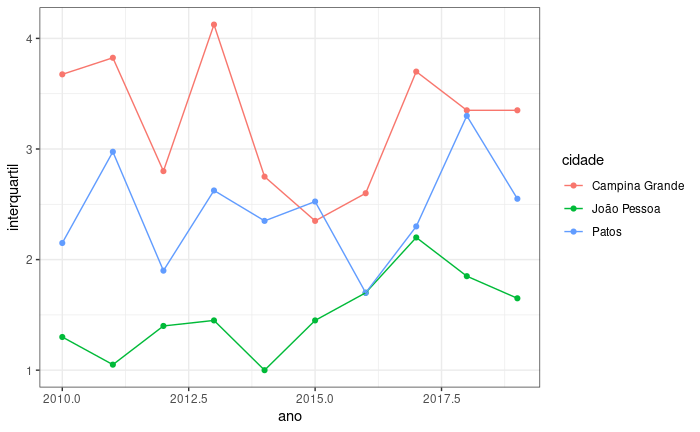 4
3
2
1
interquartil
2010.0 2012.5 2015.0 2017.5
ano
cidade
Campina Grande
João Pessoa
Patos